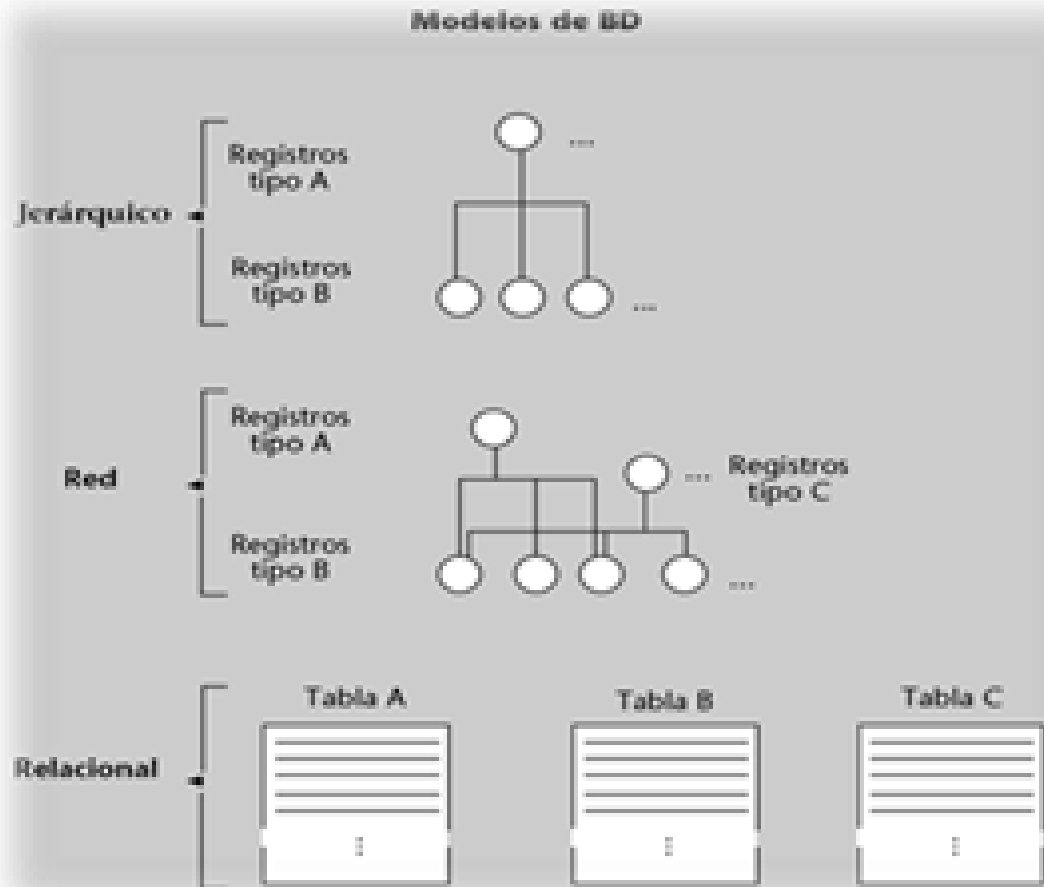 Modelos de BD
Registros
tipo A
...
Jerárquico
Registros
tipo B
...
Registros
tipo A
Red
... Registros
tipo C
Registros
tipo B
...
Tabla A
Tabla B
Tabla C
Relacional